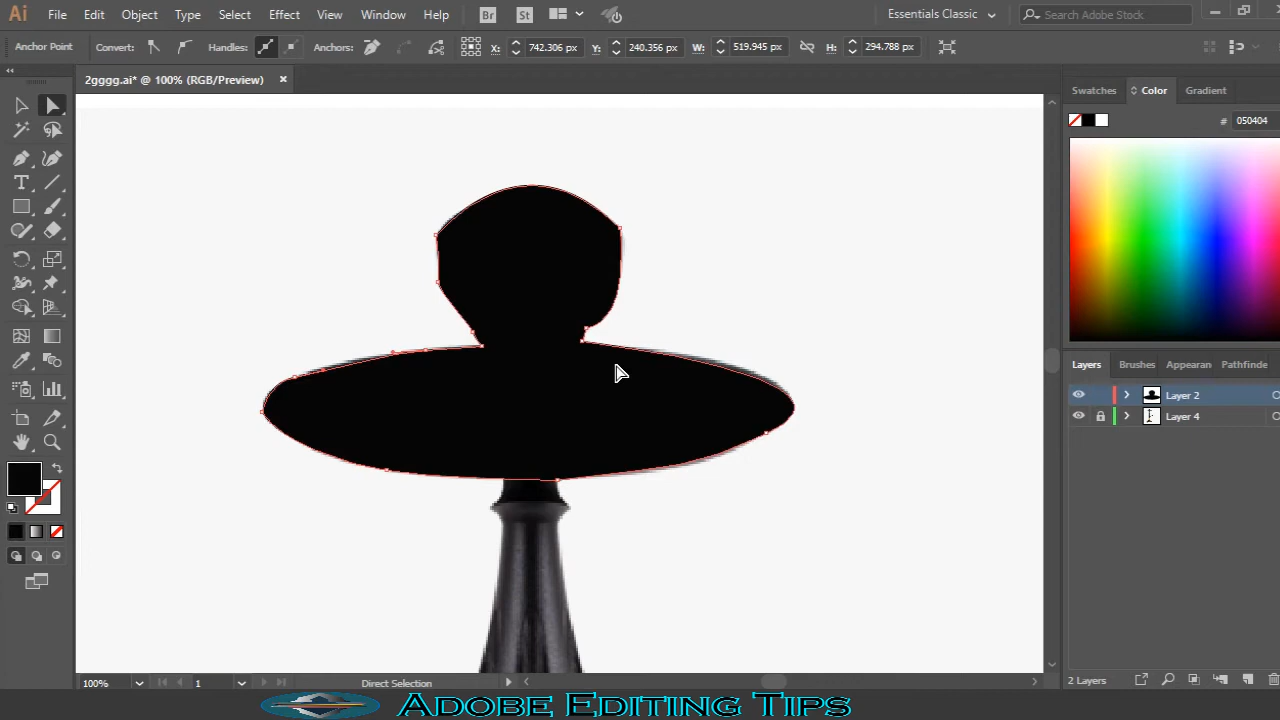 Ai File Edit Object Type Select Effect View Window Help Br St Essentials Classic Search Adobe Stock
Anchor Point Convert: Handles: Anchors: X: 742.306 px Y: 240.356 px W: 519.945 px H: 294.788 px
2gggg.ai* @ 100% (RGB/Preview)
Swatches Color Gradient
# 050404
Layers Brushes Appearan Pathfinde
Layer 2
Layer 4
2 Layers
100% 1 Direct Selection
Adobe Editing Tips